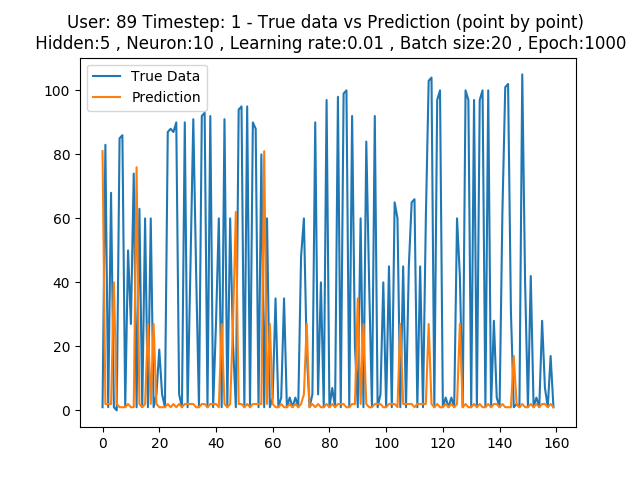 User: 89 Timestep: 1 - True data vs Prediction (point by point)
Hidden:5 , Neuron:10 , Learning rate:0.01 , Batch size:20 , Epoch:1000
True Data
Prediction
100
80
60
40
20
0
0 20 40 60 80 100 120 140 160